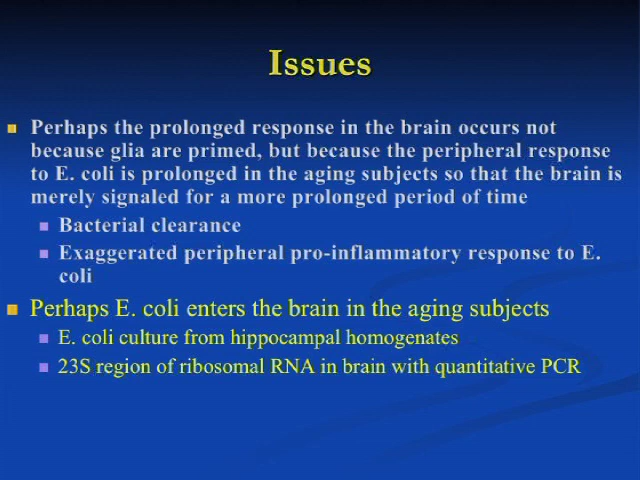 Issues
Perhaps the prolonged response in the brain occurs not
because glia are primed, but because the peripheral response
to E. coli is prolonged in the aging subjects so that the brain is
merely signaled for a more prolonged period of time
Bacterial clearance
Exaggerated peripheral pro-inflammatory response to E.
coli
Perhaps E. coli enters the brain in the aging subjects
E. coli culture from hippocampal homogenates
23S region of ribosomal RNA in brain with quantitative PCR